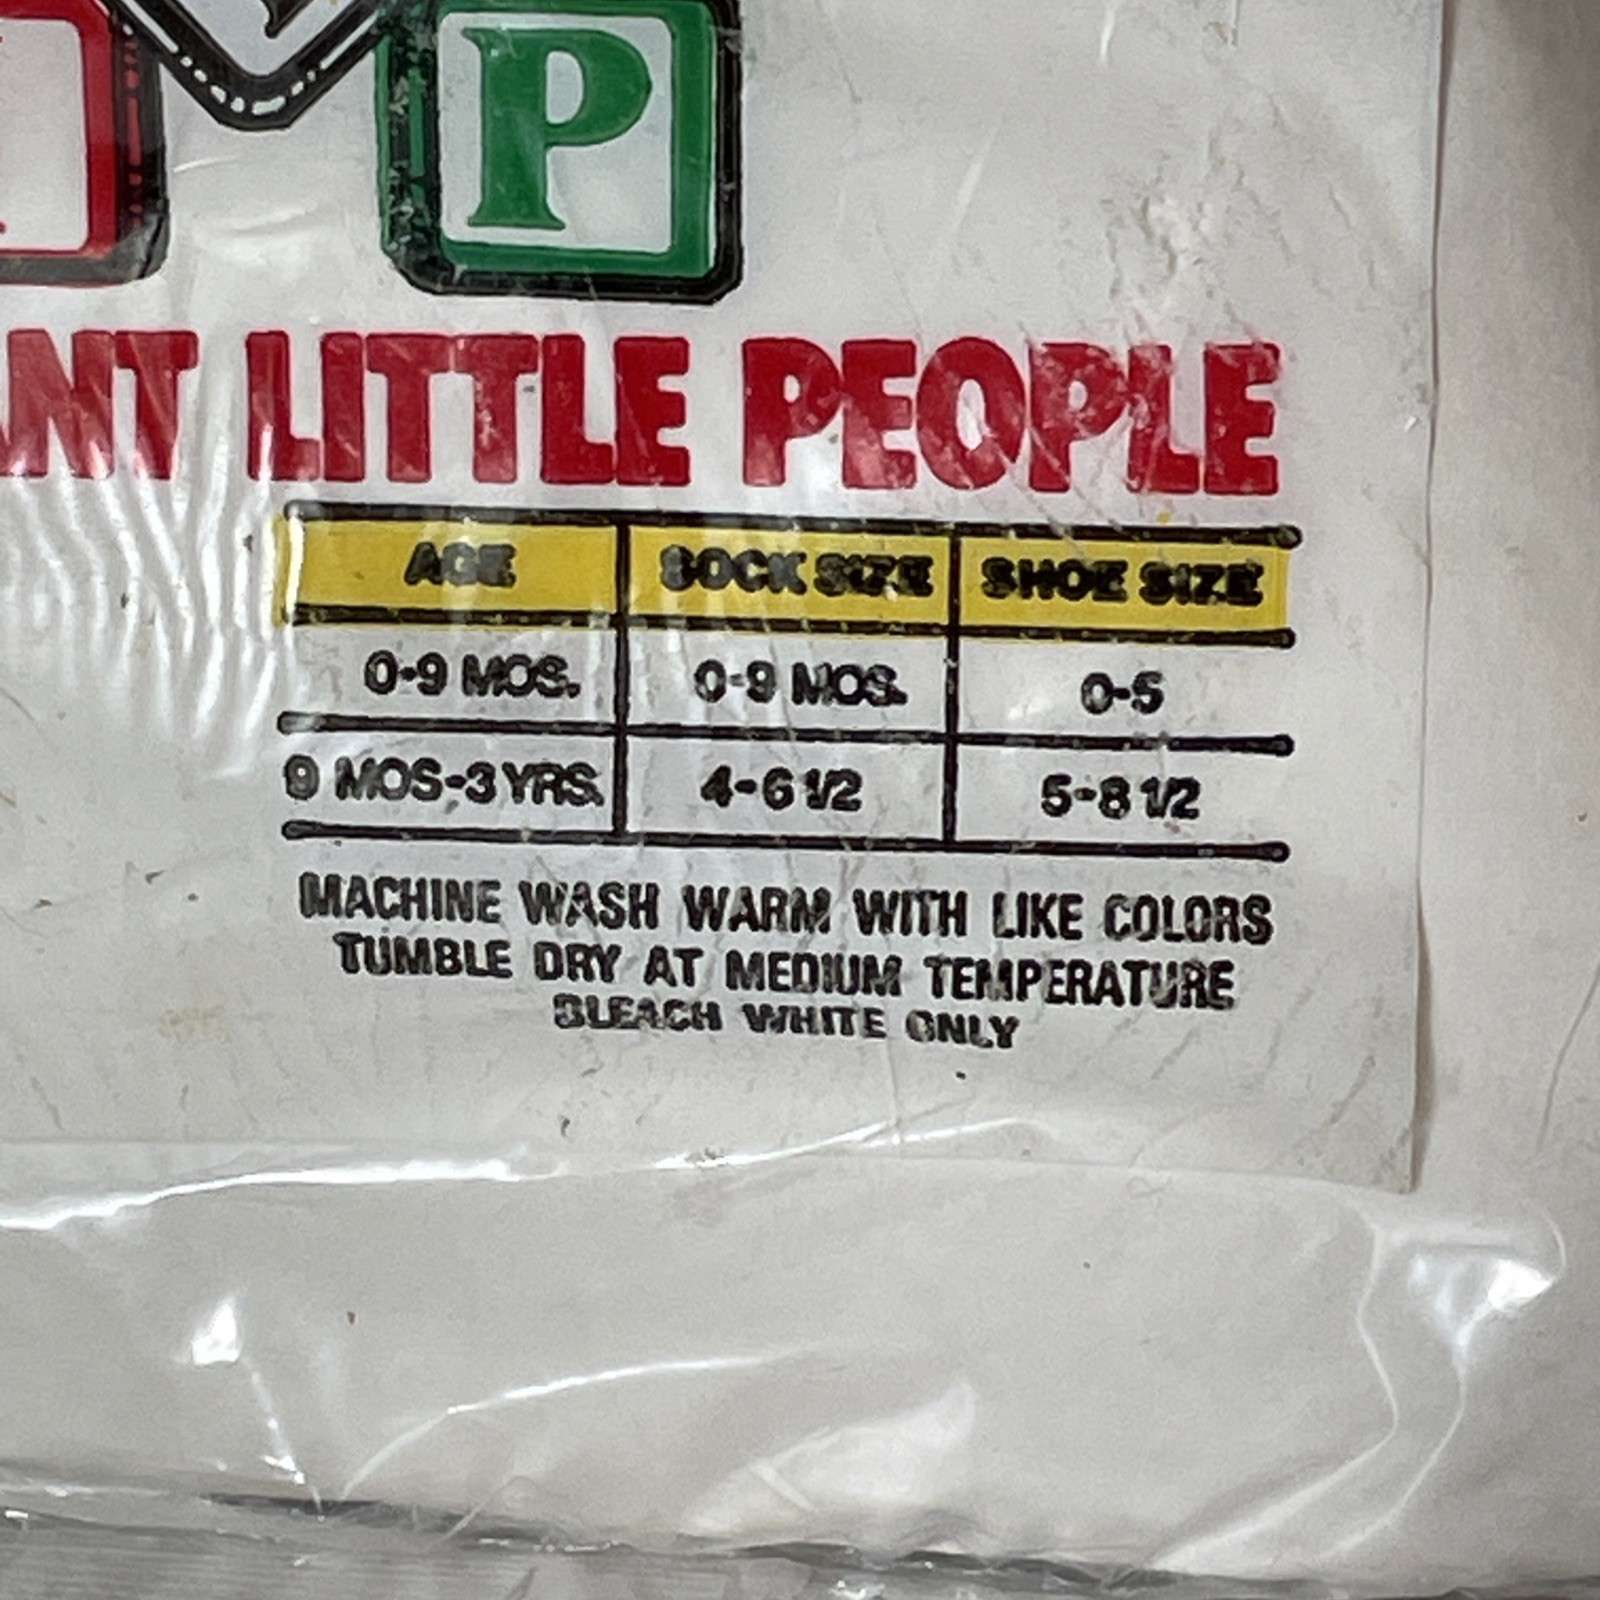 P
ANT LITTLE PEOPLE
AGE SOCK SIZE SHOE SIZE
0-9 MOS. 0-9 MOS. 0-5
9 MOS-3 YRS. 4-6 1/2 5-8 1/2
MACHINE WASH WARM WITH LIKE COLORS
TUMBLE DRY AT MEDIUM TEMPERATURE
BLEACH WHITE ONLY